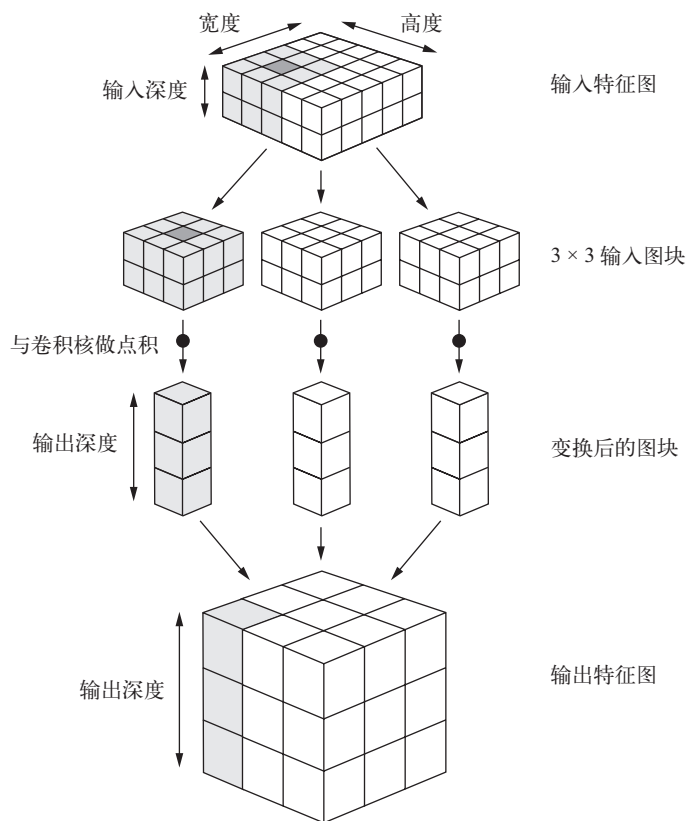 宽度
高度
输入深度
输入特征图
3 × 3 输入图块
与卷积核做点积
输出深度
变换后的图块
输出深度
输出特征图